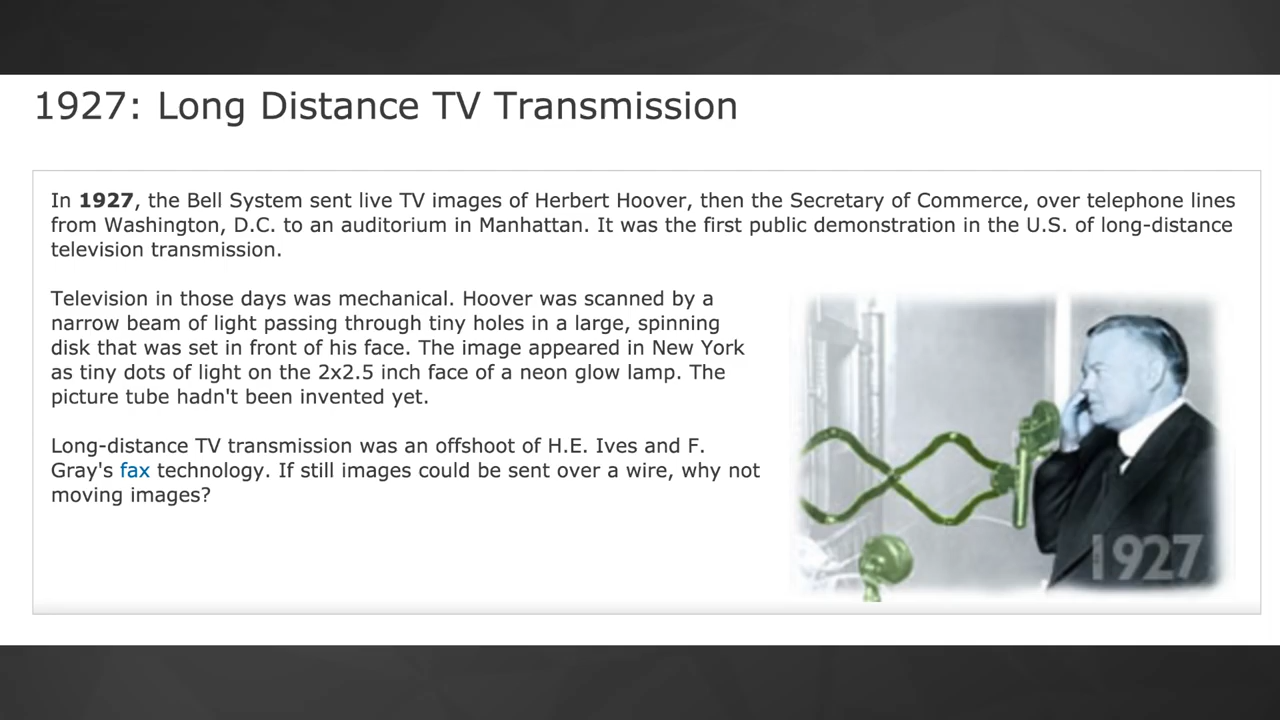 1927: Long Distance TV Transmission
In 1927, the Bell System sent live TV images of Herbert Hoover, then the Secretary of Commerce, over telephone lines
from Washington, D.C. to an auditorium in Manhattan. It was the first public demonstration in the U.S. of long-distance
television transmission.
Television in those days was mechanical. Hoover was scanned by a
narrow beam of light passing through tiny holes in a large, spinning
disk that was set in front of his face. The image appeared in New York
as tiny dots of light on the 2x2.5 inch face of a neon glow lamp. The
picture tube hadn't been invented yet.
Long-distance TV transmission was an offshoot of H.E. Ives and F.
Gray's fax technology. If still images could be sent over a wire, why not
moving images?
1927